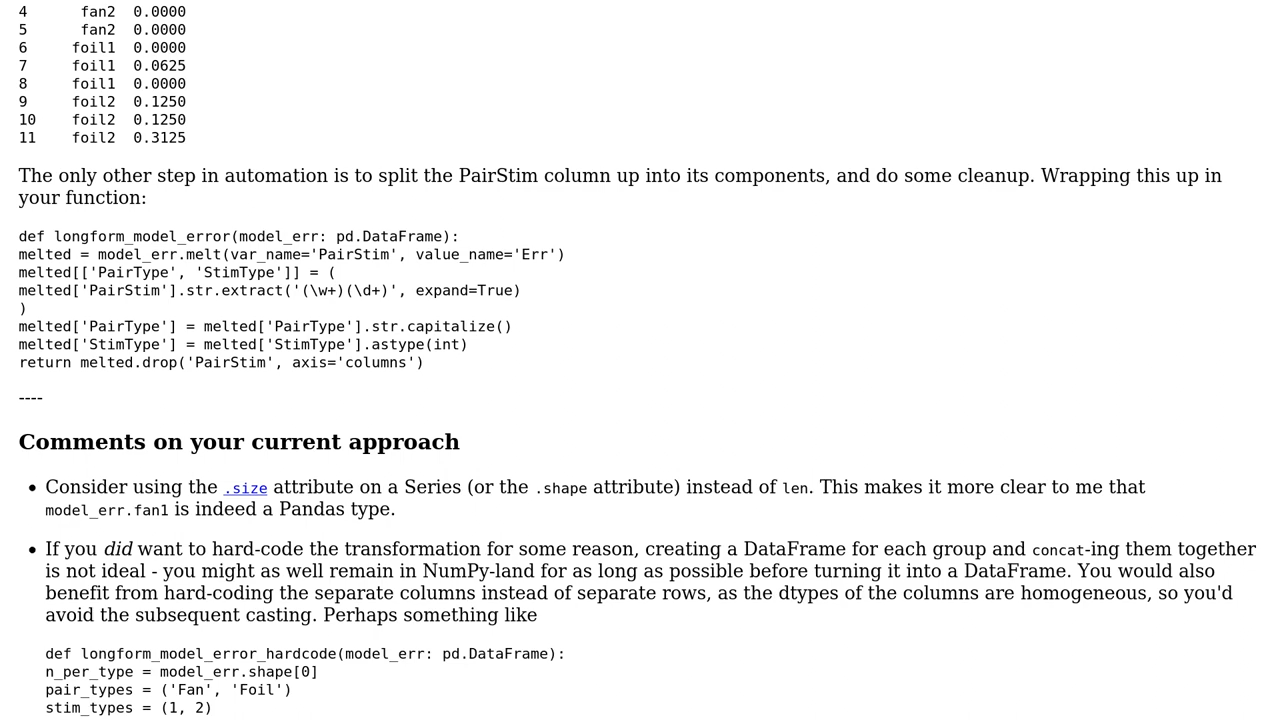 4      fan2  0.0000
5      fan2  0.0000
6     foil1  0.0000
7     foil1  0.0625
8     foil1  0.0000
9     foil2  0.1250
10    foil2  0.1250
11    foil2  0.3125
The only other step in automation is to split the PairStim column up into its components, and do some cleanup. Wrapping this up in
your function:
def longform_model_error(model_err: pd.DataFrame):
melted = model_err.melt(var_name='PairStim', value_name='Err')
melted[['PairType', 'StimType']] = (
melted['PairStim'].str.extract('(\w+)(\d+)', expand=True)
)
melted['PairType'] = melted['PairType'].str.capitalize()
melted['StimType'] = melted['StimType'].astype(int)
return melted.drop('PairStim', axis='columns')
----
Comments on your current approach
• Consider using the .size attribute on a Series (or the .shape attribute) instead of len. This makes it more clear to me that
model_err.fan1 is indeed a Pandas type.
• If you did want to hard-code the transformation for some reason, creating a DataFrame for each group and concat-ing them together
is not ideal - you might as well remain in NumPy-land for as long as possible before turning it into a DataFrame. You would also
benefit from hard-coding the separate columns instead of separate rows, as the dtypes of the columns are homogeneous, so you'd
avoid the subsequent casting. Perhaps something like
def longform_model_error_hardcode(model_err: pd.DataFrame):
n_per_type = model_err.shape[0]
pair_types = ('Fan', 'Foil')
stim_types = (1, 2)